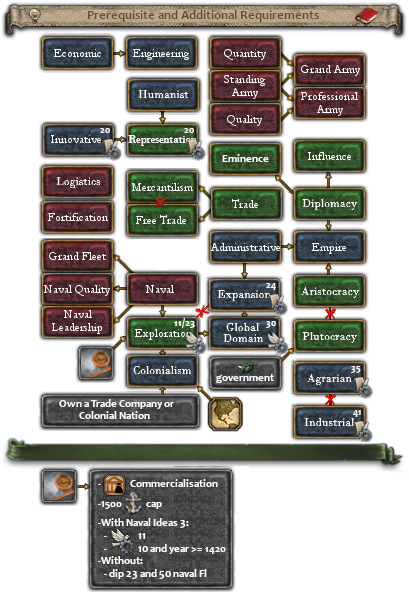 Prerequisite and Additional Requirements
Economic
Engineering
Quantity
Standing
Army
Quality
Grand Army
Professional
Army
Humanist
20
Innovative
20
Representation
Eminence
Influence
Logistics
Mercantilism
Fortification
Free Trade
Trade
Diplomacy
Grand Fleet
Administrative
Empire
Naval Quality
Naval
24
Expansion
Aristocracy
Naval
Leadership
11/23
Exploration
30
Global
Domain
Plutocracy
Colonialism
government
35
Agrarian
Own a Trade Company or
Colonial Nation
41
Industrial
- Commercialisation
-1500 cap
-With Naval Ideas 3:
- 11
- 10 and year >= 1420
-Without:
- dip 23 and 50 naval Fl